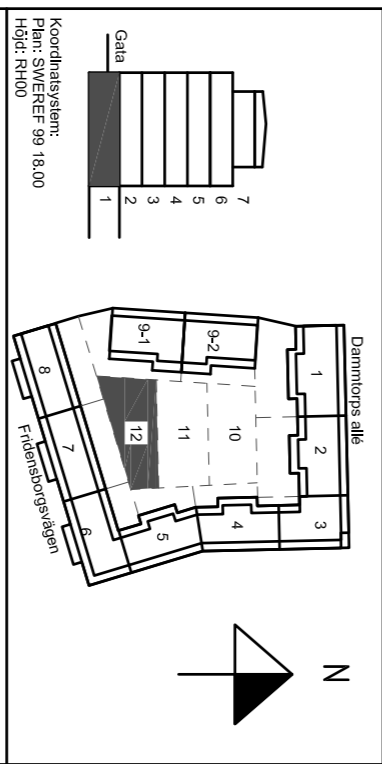 Gata
7
6
5
4
3
2
1
Koordinatsystem:
Plan: SWEREF 99 18.00
Höjd: RH00
Dammtorps allé
1
2
3
9-1
9-2
10
11
12
4
5
8
7
6
Fridensborgsvägen
N